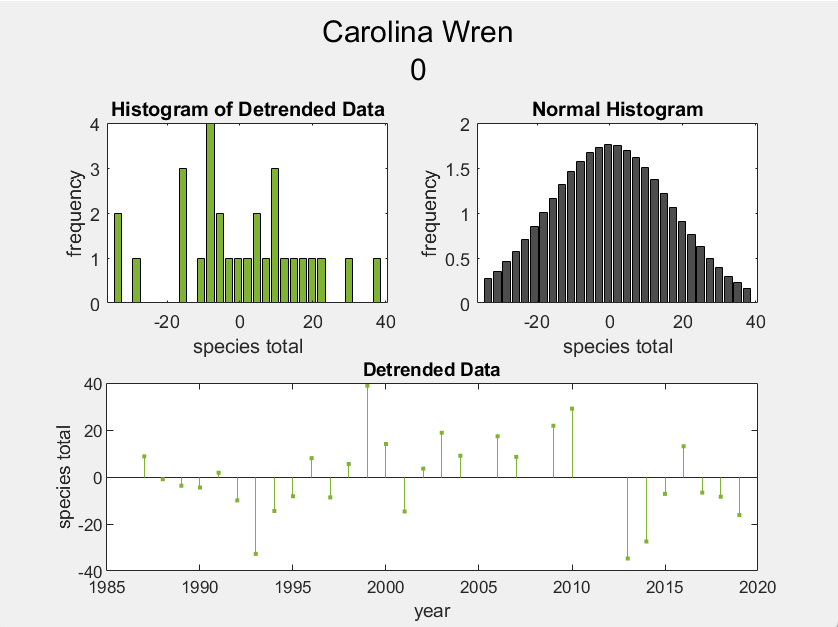 Carolina Wren
0
Histogram of Detrended Data
4
3
2
1
0
frequency
-20 0 20 40
species total
Normal Histogram
2
1.5
1
0.5
0
frequency
-20 0 20 40
species total
Detrended Data
40
20
0
-20
-40
species total
1985 1990 1995 2000 2005 2010 2015 2020
year